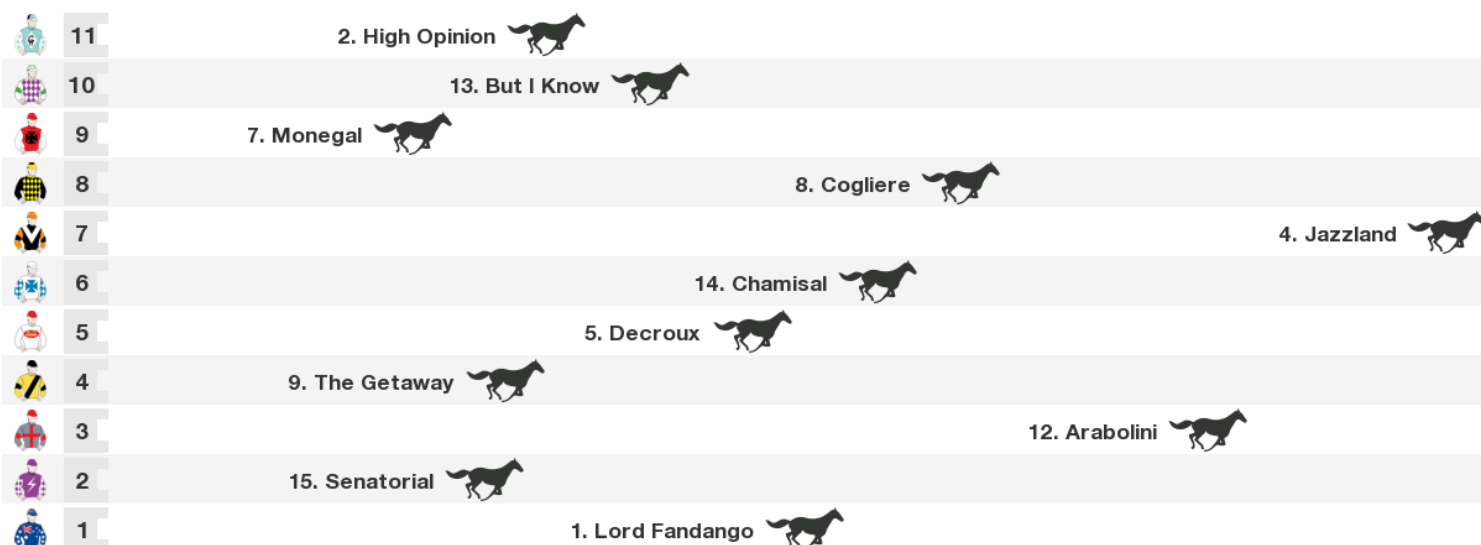 11 2. High Opinion
10 13. But I Know
9 7. Monegal
8 8. Cogliere
7 4. Jazzland
6 14. Chamisal
5 5. Decroux
4 9. The Getaway
3 12. Arabolini
2 15. Senatorial
1 1. Lord Fandango